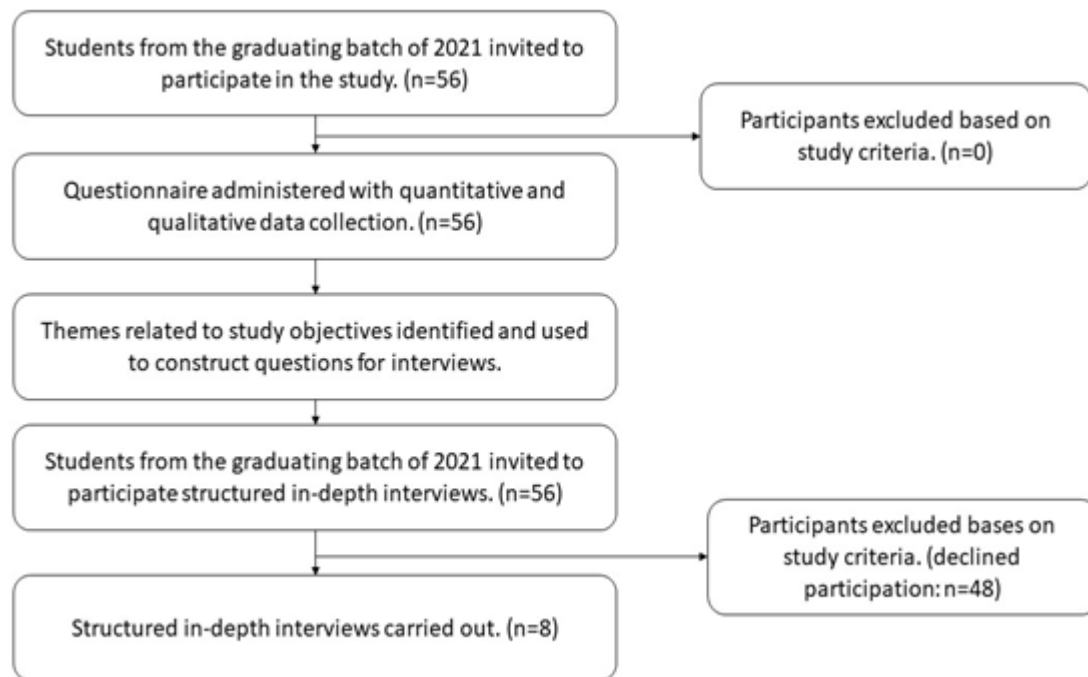 Students from the graduating batch of 2021 invited to
participate in the study. (n=56)
Participants excluded based on
study criteria. (n=0)
Questionnaire administered with quantitative and
qualitative data collection. (n=56)
Themes related to study objectives identified and used
to construct questions for interviews.
Students from the graduating batch of 2021 invited to
participate structured in-depth interviews. (n=56)
Participants excluded bases on
study criteria. (declined
participation: n=48)
Structured in-depth interviews carried out. (n=8)